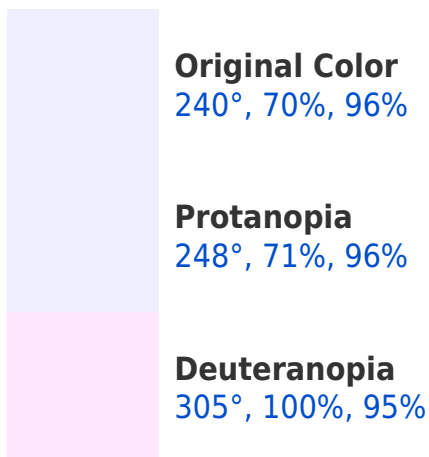 Original Color
240°, 70%, 96%
Protanopia
248°, 71%, 96%
Deuteranopia
305°, 100%, 95%